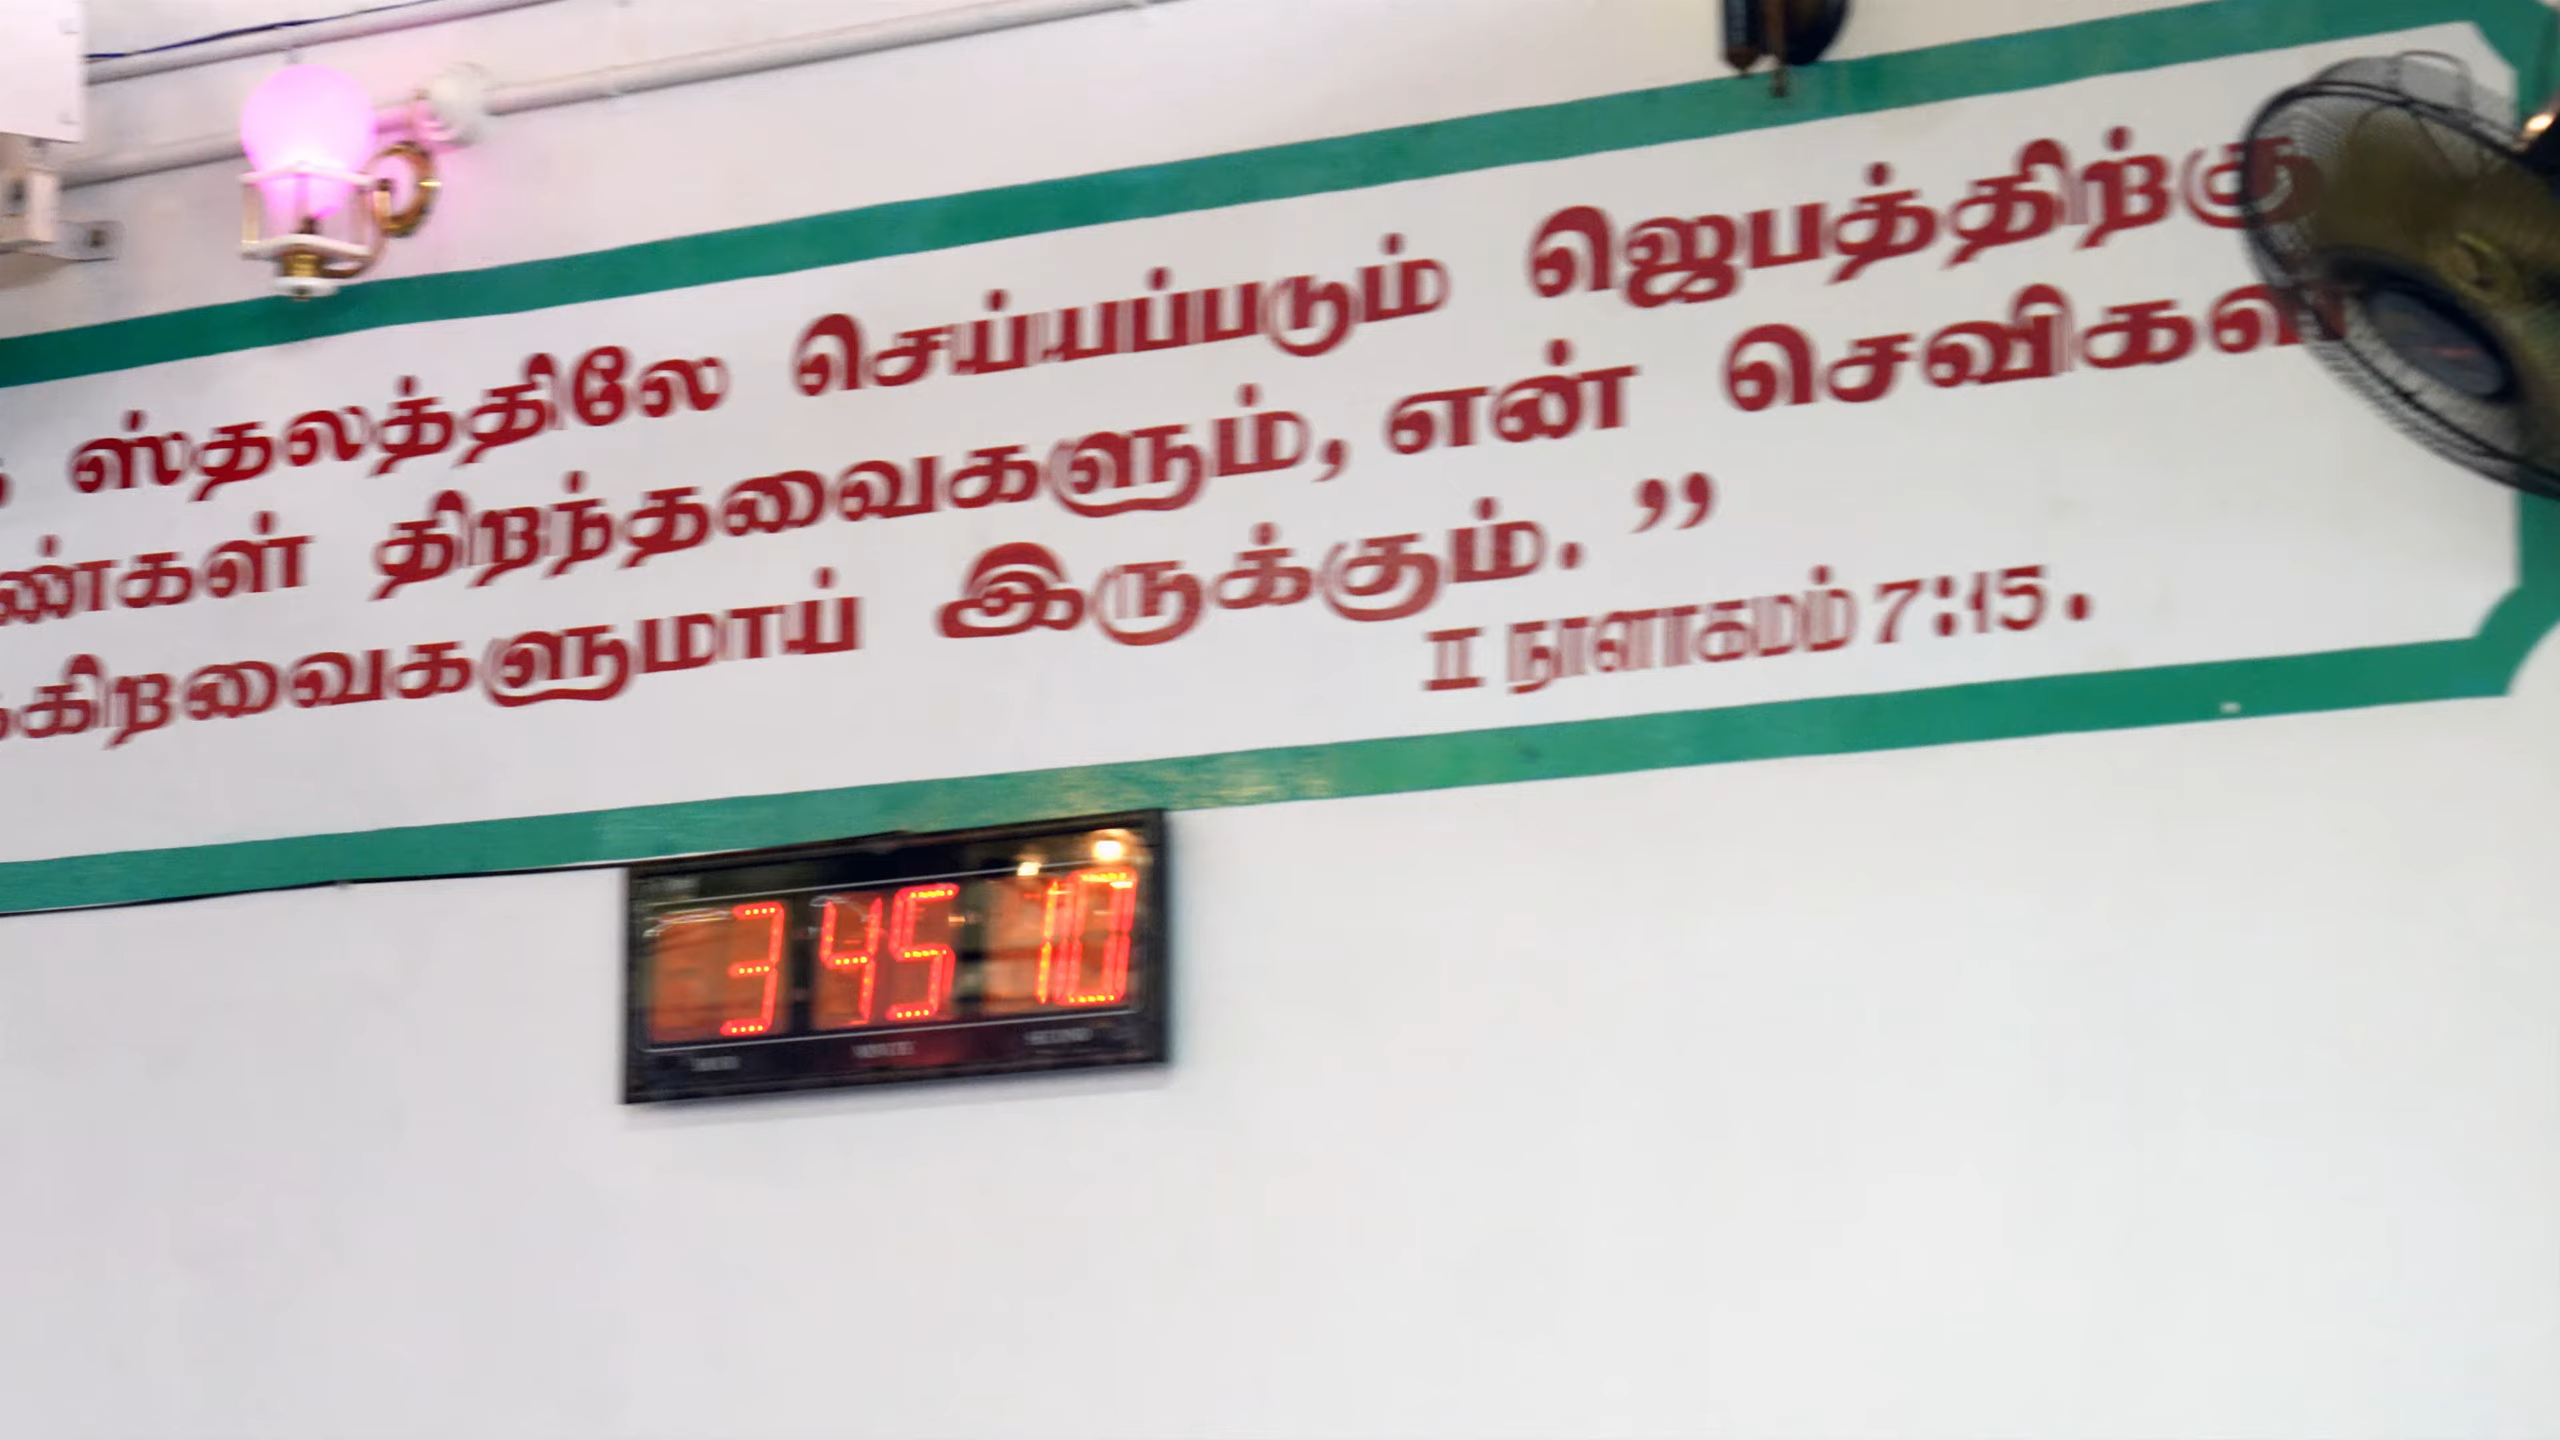 ஸ்தலத்திலே செய்யப்படும் ஜெபத்திற்கு
திறந்தவைகளும், என் செவிகள்
இருக்கும்.”
II நாளாகமம் 7:15.
3 45 10